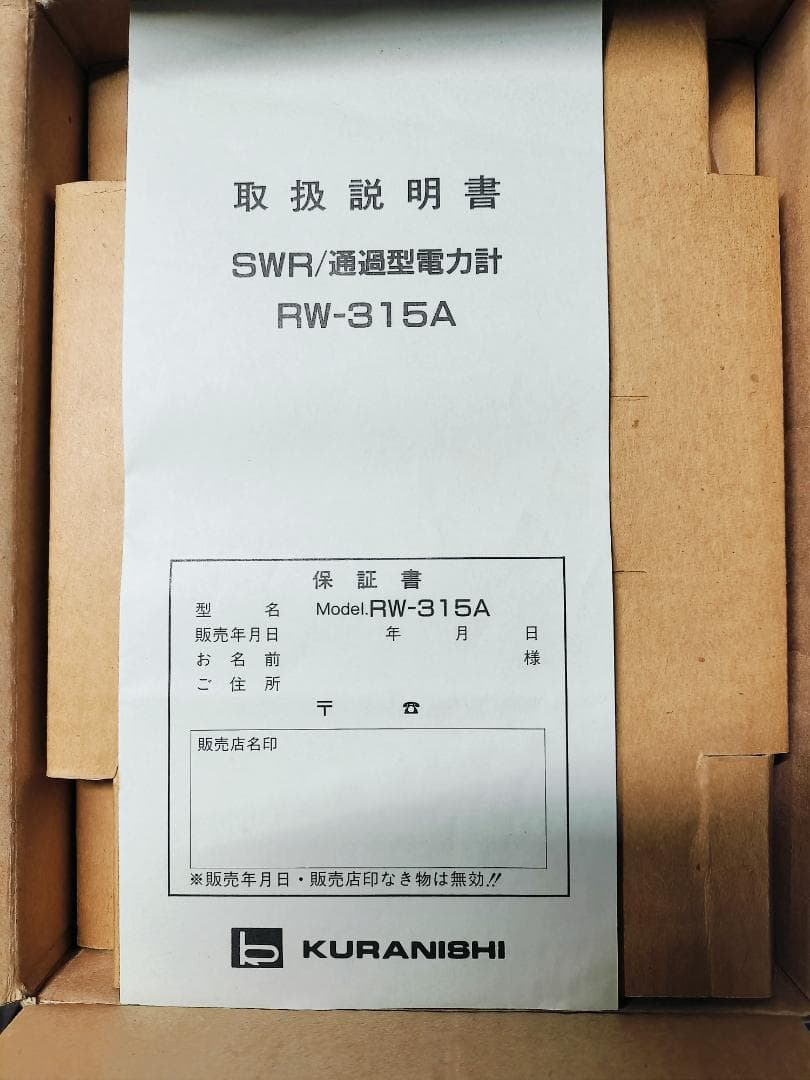 取扱説明書
SWR/通過型電力計
RW-315A
保証書
型名 Model.RW-315A
販売年月日 年 月 日
お名前 様
ご住所
〒 ☎
販売店名印
※販売年月日・販売店印なき物は無効!!
KURANISHI